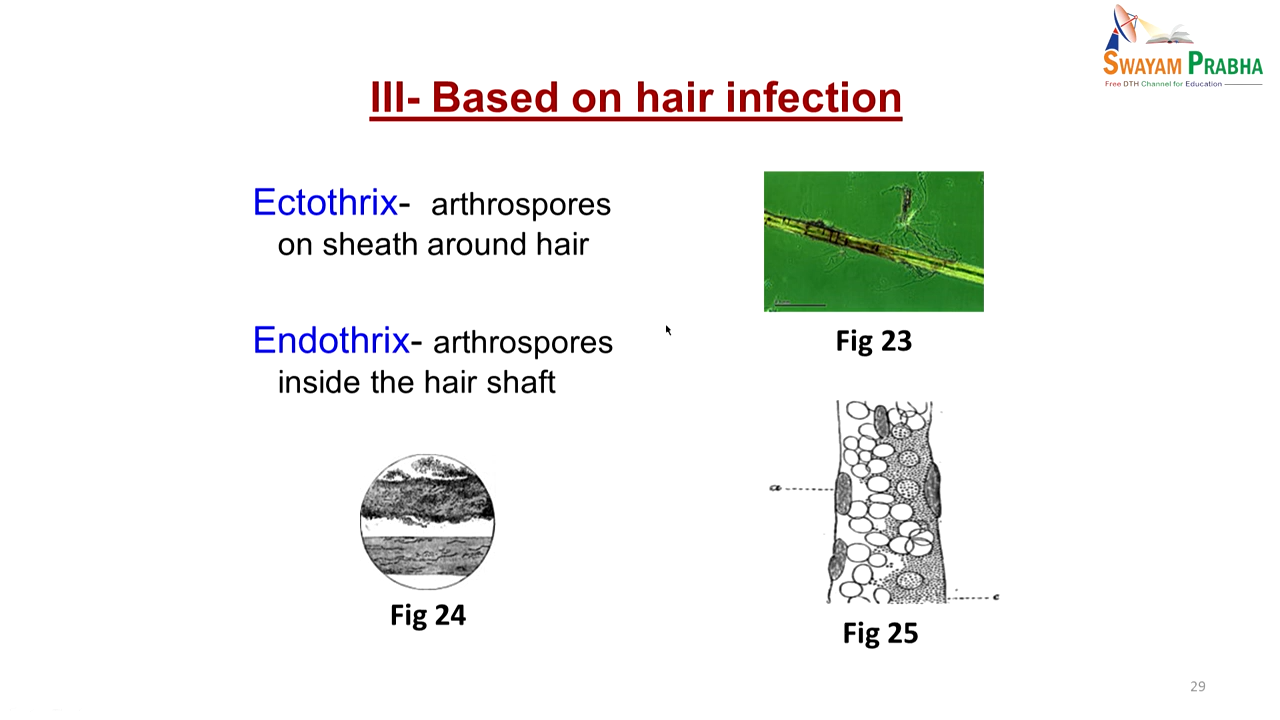 SWAYAM PRABHA
Free DTH Channel for Education
III- Based on hair infection
Ectothrix- arthrospores
on sheath around hair
Endothrix- arthrospores
inside the hair shaft
Fig 23
a
c
Fig 24
Fig 25
29